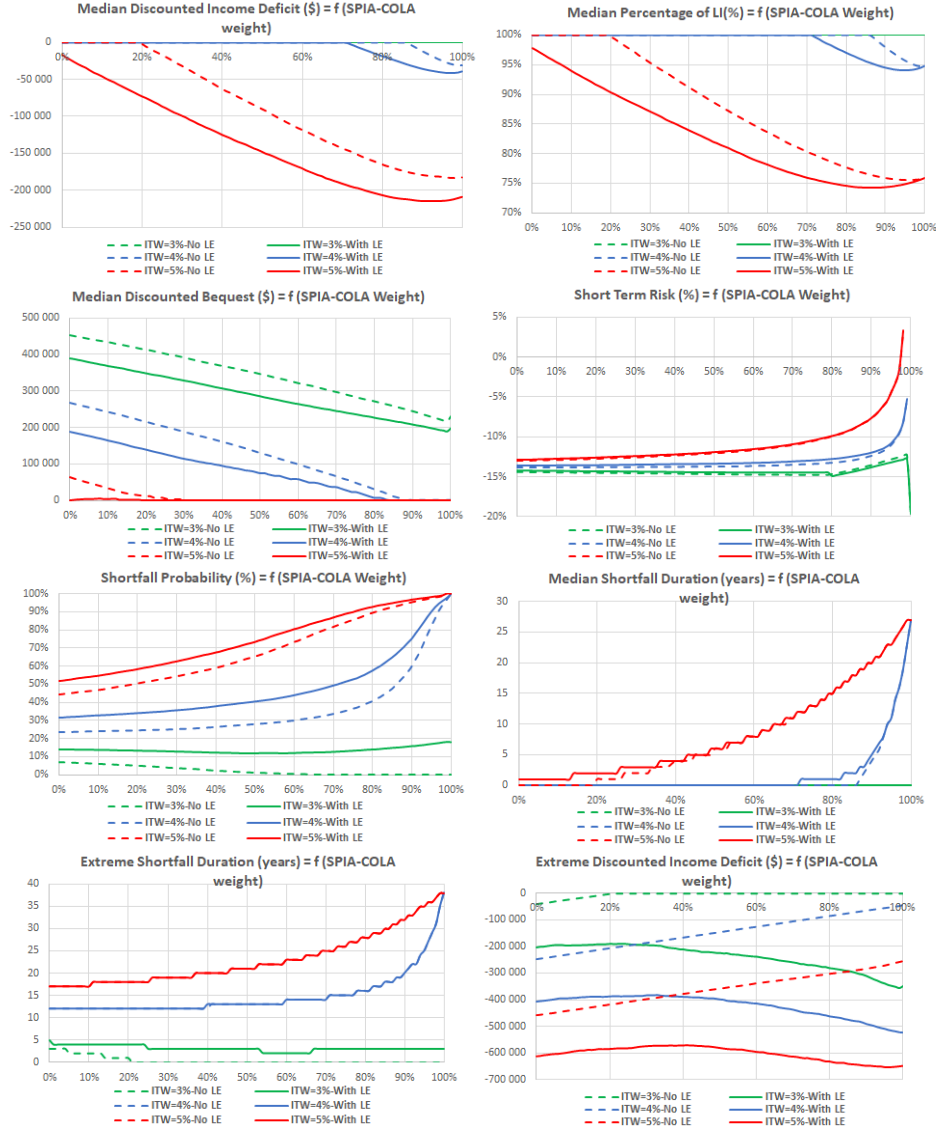 Median Discounted Income Deficit ($) = f (SPIA-COLA
weight)
0
-50 000
-100 000
-150 000
-200 000
-250 000
0% 20% 40% 60% 80% 100%
ITW=3%-No LE ITW=3%-With LE
ITW=4%-No LE ITW=4%-With LE
ITW=5%-No LE ITW=5%-With LE
Median Percentage of LI(%) = f (SPIA-COLA Weight)
100%
95%
90%
85%
80%
75%
70%
0% 10% 20% 30% 40% 50% 60% 70% 80% 90% 100%
ITW=3%-No LE ITW=3%-With LE
ITW=4%-No LE ITW=4%-With LE
ITW=5%-No LE ITW=5%-With LE
Median Discounted Bequest ($) = f (SPIA-COLA Weight)
500 000
400 000
300 000
200 000
100 000
0
0% 10% 20% 30% 40% 50% 60% 70% 80% 90% 100%
ITW=3%-No LE ITW=3%-With LE
ITW=4%-No LE ITW=4%-With LE
ITW=5%-No LE ITW=5%-With LE
Short Term Risk (%) = f (SPIA-COLA Weight)
5%
0%
-5%
-10%
-15%
-20%
0% 10% 20% 30% 40% 50% 60% 70% 80% 90% 100%
ITW=3%-No LE ITW=3%-With LE
ITW=4%-No LE ITW=4%-With LE
ITW=5%-No LE ITW=5%-With LE
Shortfall Probability (%) = f (SPIA-COLA Weight)
100%
90%
80%
70%
60%
50%
40%
30%
20%
10%
0%
0% 10% 20% 30% 40% 50% 60% 70% 80% 90% 100%
ITW=3%-No LE ITW=3%-With LE
ITW=4%-No LE ITW=4%-With LE
ITW=5%-No LE ITW=5%-With LE
Median Shortfall Duration (years) = f (SPIA-COLA
weight)
30
25
20
15
10
5
0
0% 20% 40% 60% 80% 100%
ITW=3%-No LE ITW=3%-With LE
ITW=4%-No LE ITW=4%-With LE
ITW=5%-No LE ITW=5%-With LE
Extreme Shortfall Duration (years) = f (SPIA-COLA
weight)
40
35
30
25
20
15
10
5
0
0% 10% 20% 30% 40% 50% 60% 70% 80% 90% 100%
ITW=3%-No LE ITW=3%-With LE
ITW=4%-No LE ITW=4%-With LE
ITW=5%-No LE ITW=5%-With LE
Extreme Discounted Income Deficit ($) = f (SPIA-COLA
weight)
0
-100 000
-200 000
-300 000
-400 000
-500 000
-600 000
-700 000
0% 20% 40% 60% 80% 100%
ITW=3%-No LE ITW=3%-With LE
ITW=4%-No LE ITW=4%-With LE
ITW=5%-No LE ITW=5%-With LE